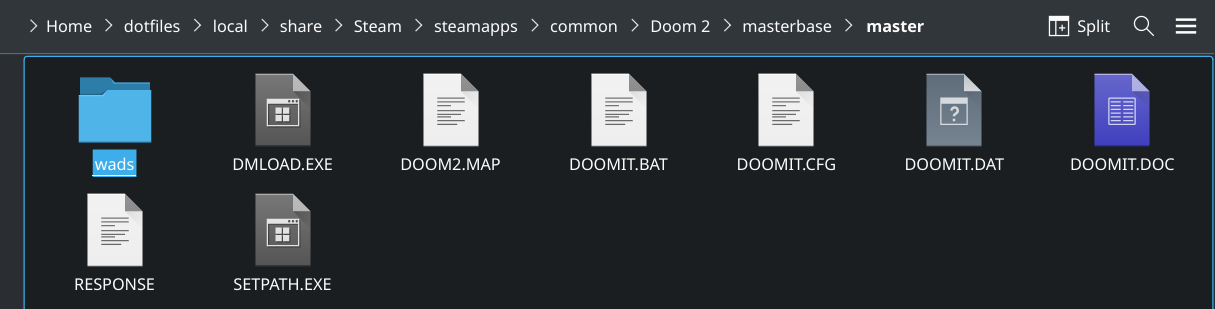 Home dotfiles local share Steam steamapps common Doom 2 masterbase master Split
wads DMLOAD.EXE DOOM2.MAP DOOMIT.BAT DOOMIT.CFG DOOMIT.DAT DOOMIT.DOC
RESPONSE SETPATH.EXE